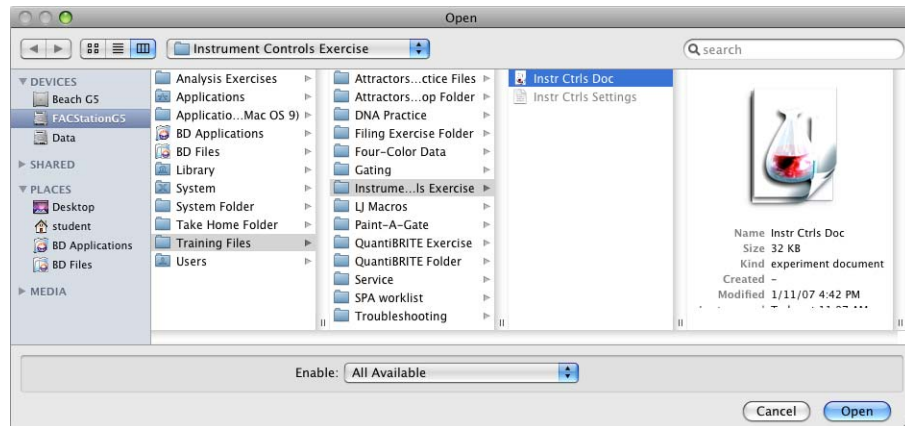 Open
Instrument Controls Exercise
search
DEVICES
Beach G5
FACStationG5
Data
SHARED
PLACES
Desktop
student
BD Applications
BD Files
MEDIA
Analysis Exercises
Applications
Applicatio...Mac OS 9)
BD Applications
BD Files
Library
System
System Folder
Take Home Folder
Training Files
Users
Attractors...ctice Files
Attractors...op Folder
DNA Practice
Filing Exercise Folder
Four-Color Data
Gating
Instrume...ls Exercise
LJ Macros
Paint-A-Gate
QuantiBRITE Exercise
QuantiBRITE Folder
Service
SPA worklist
Troubleshooting
Instr Ctrls Doc
Instr Ctrls Settings
Name Instr Ctrls Doc
Size 32 KB
Kind experiment document
Created –
Modified 1/11/07 4:42 PM
Enable: All Available
Cancel Open